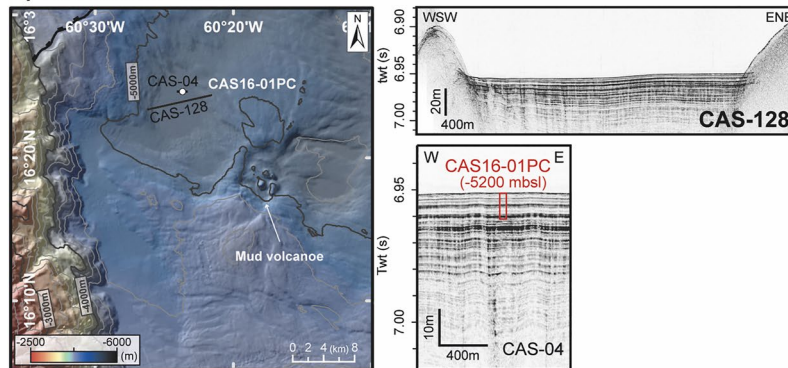 16°3
60°30'W
60°20'W
N
-5000m
CAS-04
CAS16-01PC
CAS-128
16°20'N
Mud volcanoe
16°10'N
-3000m
-4000m
-2500
-6000
(m)
0 2 4 (km) 8
6.90
WSW
ENE
twt (s)
6.95
20m
400m
7.00
CAS-128
W
E
CAS16-01PC
(-5200 mbsl)
6.95
Twt (s)
7.00
10m
400m
CAS-04